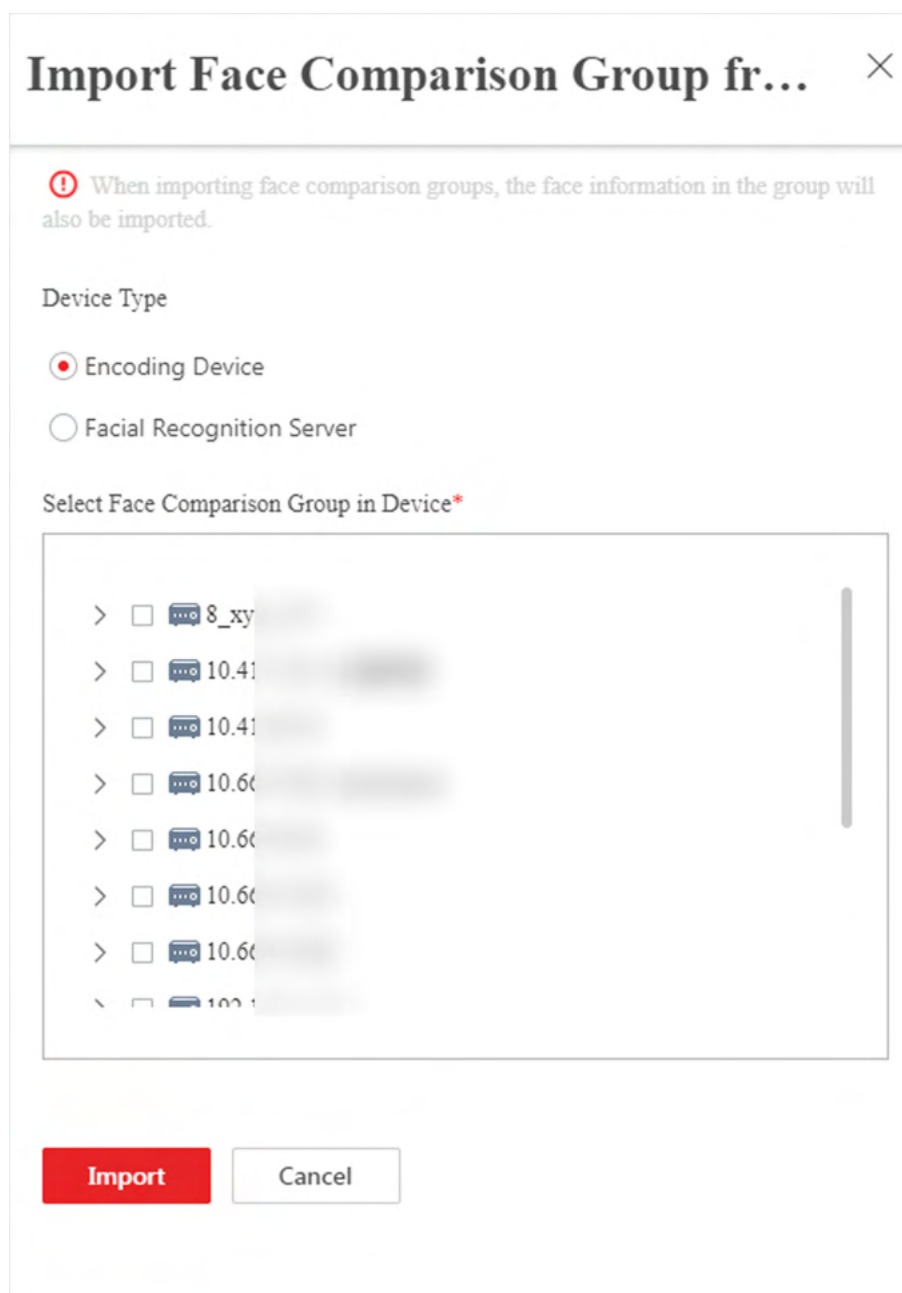 Import Face Comparison Group fr...
When importing face comparison groups, the face information in the group will
also be imported.
Device Type
Encoding Device
Facial Recognition Server
Select Face Comparison Group in Device*
8_xy
10.41
10.41
10.66
10.66
10.66
10.66
Import
Cancel